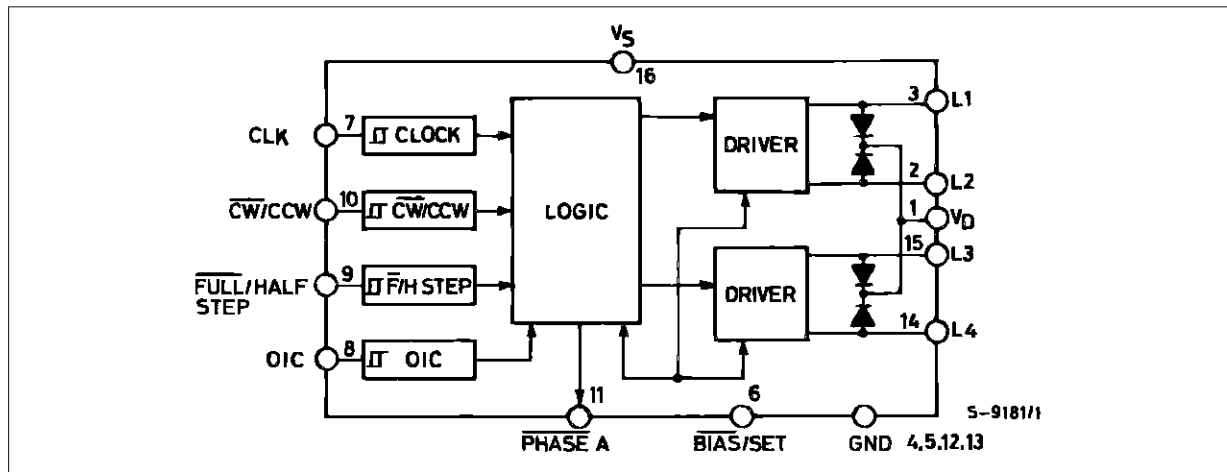 VS
16
7
CLK
CLOCK
10
CW/CCW
CW/CCW
9
FULL/HALF
STEP
F/H STEP
8
OIC
OIC
LOGIC
DRIVER
DRIVER
3
L1
2
L2
1
VD
15
L3
14
L4
11
PHASE A
6
BIAS/SET
GND 4,5,12,13
S-9181/1